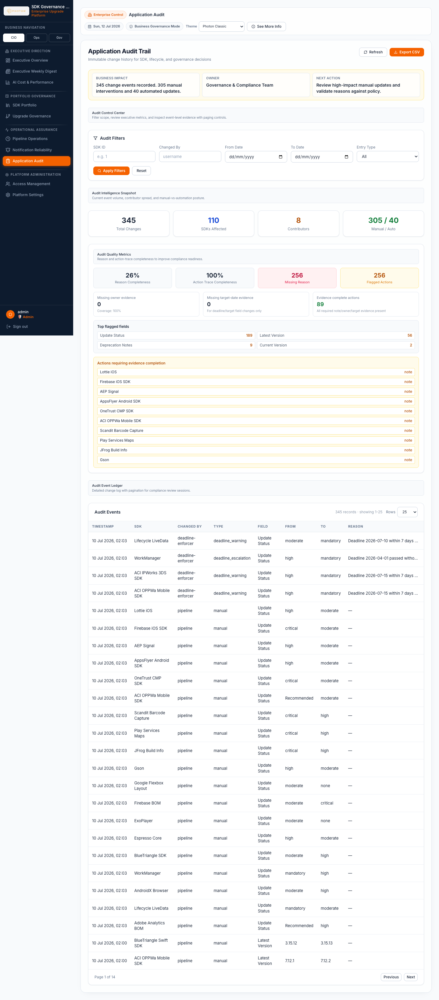 PHOTON
SDK Governance ...
Enterprise Upgrade
Platform
BUSINESS NAVIGATION
CIO
Ops
Gov
EXECUTIVE DIRECTION
Executive Overview
Executive Weekly Digest
AI Cost & Performance
PORTFOLIO GOVERNANCE
SDK Portfolio
Upgrade Governance
OPERATIONAL ASSURANCE
Pipeline Operations
Notification Reliability
Application Audit
PLATFORM ADMINISTRATION
Access Management
Platform Settings
admin
Admin
Sign out
Enterprise Control
Application Audit
Sun, 12 Jul 2026
Business Governance Mode
Theme
Photon Classic
See More Info
Application Audit Trail
Immutable change history for SDK, lifecycle, and governance decisions
Refresh
Export CSV
BUSINESS IMPACT
345 change events recorded. 305 manual
interventions and 40 automated updates.
OWNER
Governance & Compliance Team
NEXT ACTION
Review high-impact manual updates and
validate reasons against policy.
Audit Control Center
Filter scope, review executive metrics, and inspect event-level evidence with paging controls.
Audit Filters
SDK ID
e.g. 1
Changed By
username
From Date
dd/mm/yyyy
To Date
dd/mm/yyyy
Entry Type
All
Apply Filters
Reset
Audit Intelligence Snapshot
Current event volume, contributor spread, and manual-vs-automation posture.
345
Total Changes
110
SDKs Affected
8
Contributors
305 / 40
Manual / Auto
Audit Quality Metrics
Reason and action-trace completeness to improve compliance readiness.
26%
Reason Completeness
100%
Action Trace Completeness
256
Missing Reason
256
Flagged Actions
Missing owner evidence
0
Coverage: 100%
Missing target-date evidence
0
For deadline/target field changes only
Evidence complete actions
89
All required note/owner/target evidence present
Top flagged fields
Update Status 189
Latest Version 56
Deprecation Notes 9
Current Version 2
Actions requiring evidence completion
Lottie iOS note
Firebase iOS SDK note
AEP Signal note
AppsFlyer Android SDK note
OneTrust CMP SDK note
ACI OPPWa Mobile SDK note
Scandit Barcode Capture note
Play Services Maps note
JFrog Build Info note
Gson note
Audit Event Ledger
Detailed change log with pagination for compliance review sessions.
Audit Events
345 records · showing 1-25 Rows 25
TIMESTAMP SDK CHANGED BY TYPE FIELD FROM TO REASON
10 Jul 2026, 02:03 Lifecycle LiveData deadline-enforcer deadline_warning Update Status moderate mandatory Deadline 2026-07-10 within 7 days ...
10 Jul 2026, 02:03 WorkManager deadline-enforcer deadline_escalation Update Status high mandatory Deadline 2026-04-01 passed witho...
10 Jul 2026, 02:03 ACI IPWorks 3DS SDK deadline-enforcer deadline_warning Update Status high mandatory Deadline 2026-07-15 within 7 days ...
10 Jul 2026, 02:03 ACI OPPWa Mobile SDK deadline-enforcer deadline_warning Update Status high mandatory Deadline 2026-07-15 within 7 days ...
10 Jul 2026, 02:03 Lottie iOS pipeline manual Update Status high moderate —
10 Jul 2026, 02:03 Firebase iOS SDK pipeline manual Update Status critical moderate —
10 Jul 2026, 02:03 AEP Signal pipeline manual Update Status high moderate —
10 Jul 2026, 02:03 AppsFlyer Android SDK pipeline manual Update Status high moderate —
10 Jul 2026, 02:03 OneTrust CMP SDK pipeline manual Update Status critical moderate —
10 Jul 2026, 02:03 ACI OPPWa Mobile SDK pipeline manual Update Status Recommended moderate —
10 Jul 2026, 02:03 Scandit Barcode Capture pipeline manual Update Status critical high —
10 Jul 2026, 02:03 Play Services Maps pipeline manual Update Status critical high —
10 Jul 2026, 02:03 JFrog Build Info pipeline manual Update Status critical high —
10 Jul 2026, 02:03 Gson pipeline manual Update Status high moderate —
10 Jul 2026, 02:03 Google Flexbox Layout pipeline manual Update Status moderate none —
10 Jul 2026, 02:03 Firebase BOM pipeline manual Update Status moderate critical —
10 Jul 2026, 02:03 ExoPlayer pipeline manual Update Status moderate none —
10 Jul 2026, 02:03 Espresso Core pipeline manual Update Status high moderate —
10 Jul 2026, 02:03 BlueTriangle SDK pipeline manual Update Status moderate high —
10 Jul 2026, 02:03 WorkManager pipeline manual Update Status mandatory high —
10 Jul 2026, 02:03 AndroidX Browser pipeline manual Update Status moderate high —
10 Jul 2026, 02:03 Lifecycle LiveData pipeline manual Update Status mandatory moderate —
10 Jul 2026, 02:03 Adobe Analytics BOM pipeline manual Update Status Recommended high —
10 Jul 2026, 02:00 BlueTriangle Swift SDK pipeline manual Latest Version 3.15.12 3.15.13 —
10 Jul 2026, 02:00 ACI OPPWa Mobile SDK pipeline manual Latest Version 7.12.1 7.12.2 —
Page 1 of 14
Previous
Next